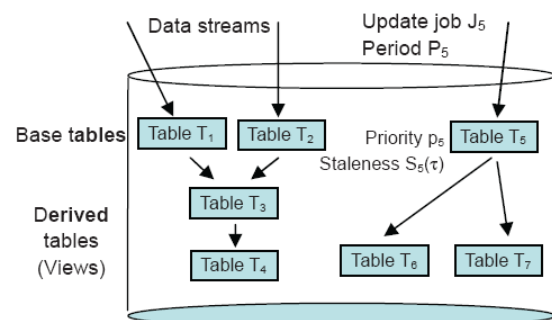 Data streams
Update job J₅
Period P₅
Base tables
Table T₁
Table T₂
Priority p₅
Staleness S₅(τ)
Table T₅
Table T₃
Derived
tables
(Views)
Table T₄
Table T₆
Table T₇